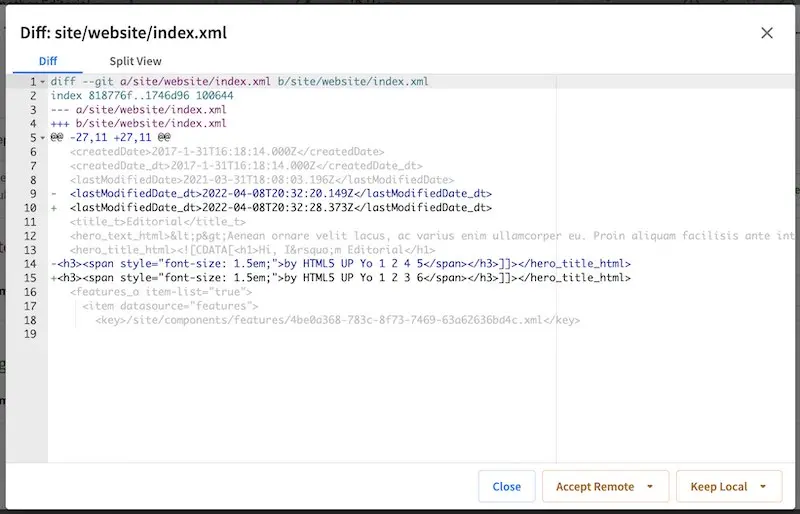 Diff: site/website/index.xml
Diff
Split View
1 diff --git a/site/website/index.xml b/site/website/index.xml
2 index 818776f..1746d96 100644
3 --- a/site/website/index.xml
4 +++ b/site/website/index.xml
5 @@ -27,11 +27,11 @@
6 <createdDate>2017-1-31T16:18:14.000Z</createdDate>
7 <createdDate_dt>2017-1-31T16:18:14.000Z</createdDate_dt>
8 <lastModifiedDate>2021-03-31T18:08:03.196Z</lastModifiedDate>
9 - <lastModifiedDate_dt>2022-04-08T20:32:20.149Z</lastModifiedDate_dt>
10 + <lastModifiedDate_dt>2022-04-08T20:32:28.373Z</lastModifiedDate_dt>
11 <title_t>Editorial</title_t>
12 <hero_text_html>&lt;p&gt;Aenean ornare velit lacus, ac varius enim ullamcorper eu. Proin aliquam facilisis ante int
13 <hero_title_html><![CDATA[<h1>Hi, I&rsquo;m Editorial</h1>
14 -<h3><span style="font-size: 1.5em;">by HTML5 UP Yo 1 2 4 5</span></h3>]]></hero_title_html>
15 +<h3><span style="font-size: 1.5em;">by HTML5 UP Yo 1 2 3 6</span></h3>]]></hero_title_html>
16 <features_o item-list="true">
17 <item datasource="features">
18 <key>/site/components/features/4be0a368-783c-8f73-7469-63a62636bd4c.xml</key>
19
Close
Accept Remote
Keep Local